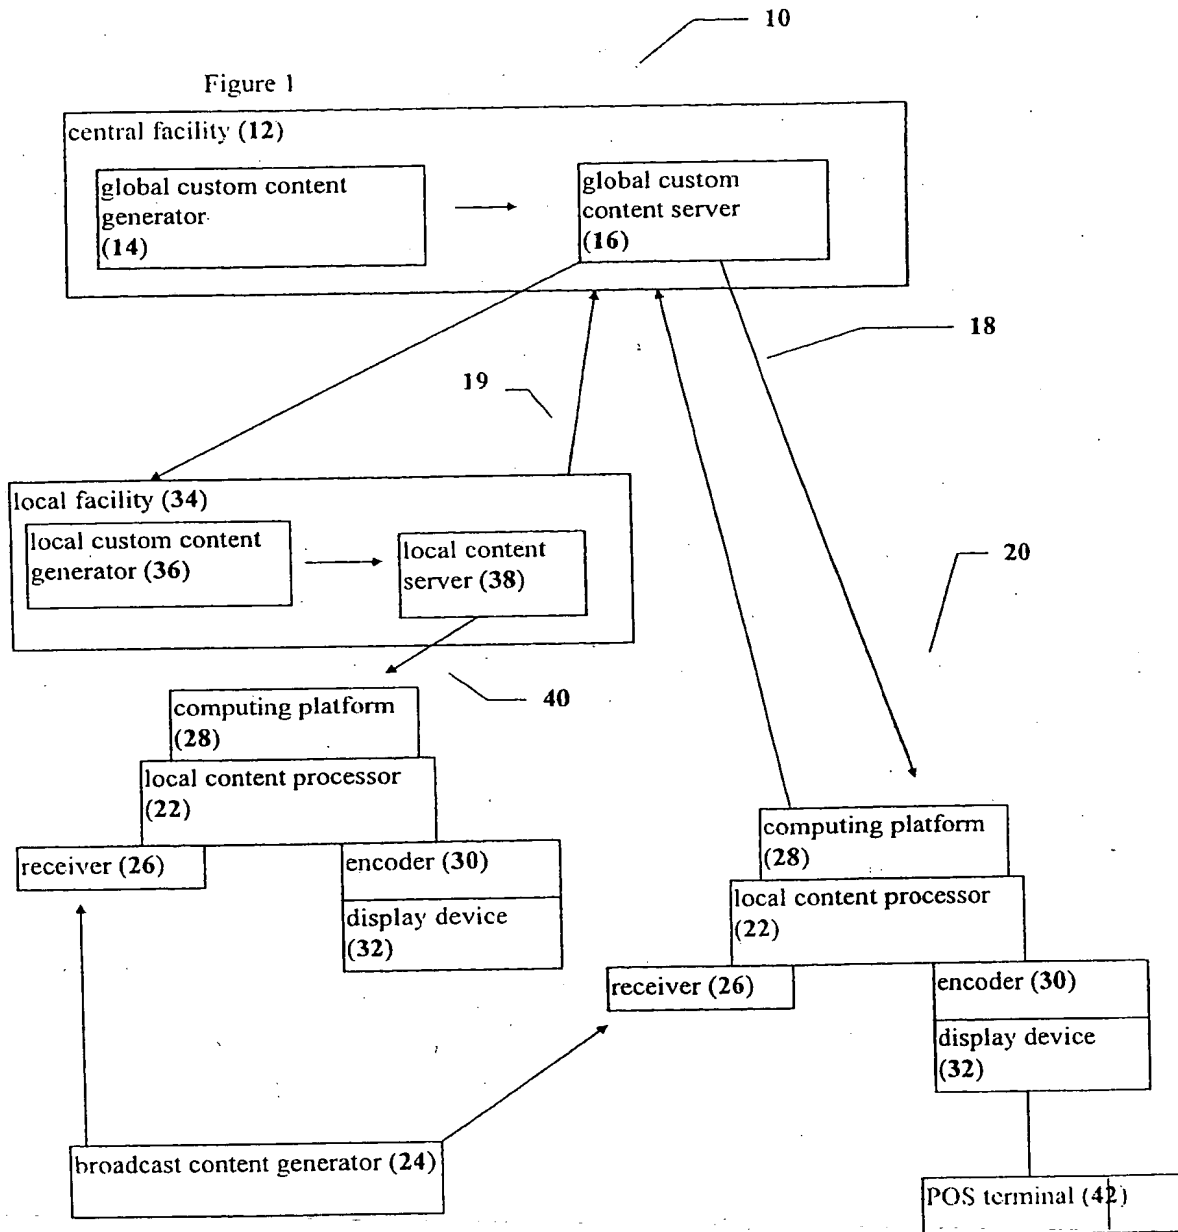 10
Figure 1
central facility (12)
global custom content
generator
(14)
global custom
content server
(16)
18
19
local facility (34)
local custom content
generator (36)
local content
server (38)
20
40
computing platform
(28)
local content processor
(22)
receiver (26)
encoder (30)
display device
(32)
computing platform
(28)
local content processor
(22)
receiver (26)
encoder (30)
display device
(32)
broadcast content generator (24)
POS terminal (42)